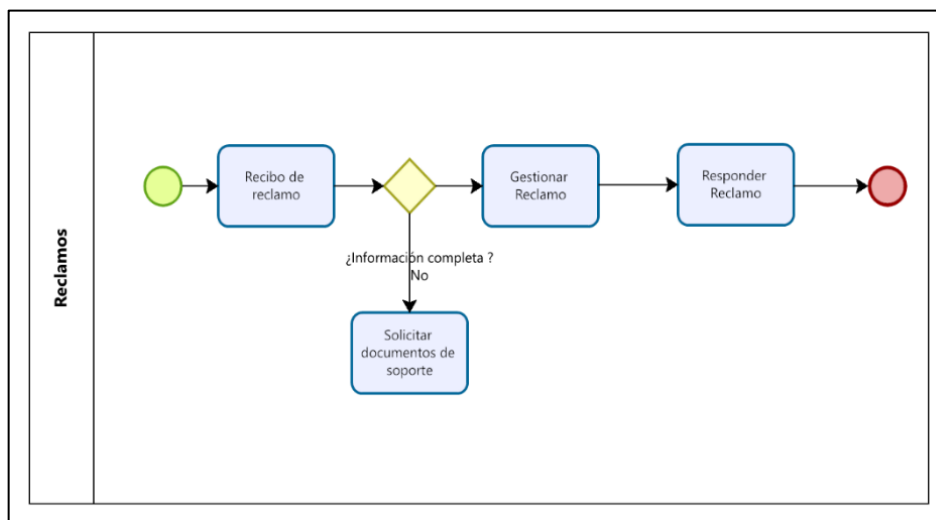 Reclamos
Recibo de
reclamo
Gestionar
Reclamo
Responder
Reclamo
¿Información completa ?
No
Solicitar
documentos de
soporte